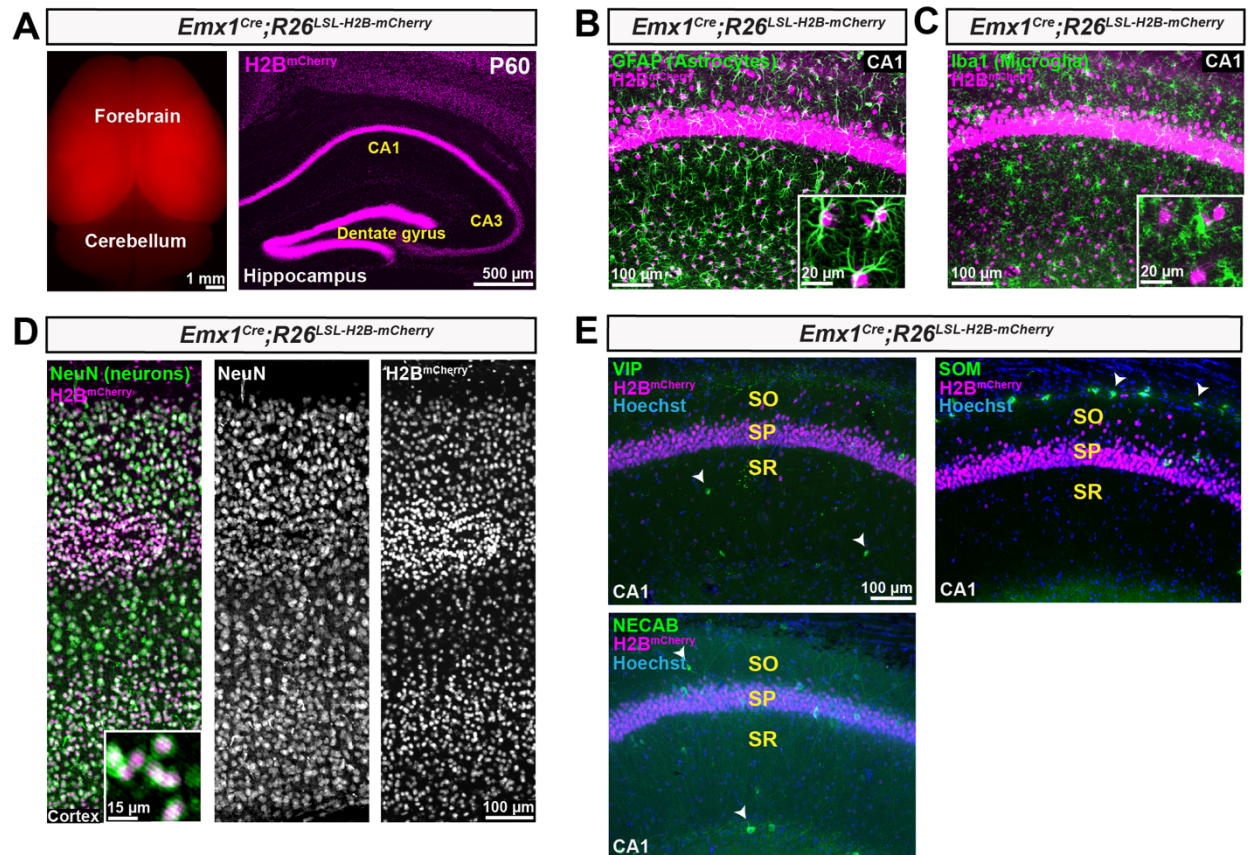 A
Emx1Cre;R26LSL-H2B-mCherry
Forebrain
Cerebellum
1 mm
H2BmCherry
P60
CA1
CA3
Dentate gyrus
Hippocampus
500 µm
B
Emx1Cre;R26LSL-H2B-mCherry
GFAP (Astrocytes)
H2BmCherry
CA1
100 µm
20 µm
C
Emx1Cre;R26LSL-H2B-mCherry
Iba1 (Microglia)
H2BmCherry
CA1
100 µm
20 µm
D
Emx1Cre;R26LSL-H2B-mCherry
NeuN (neurons)
H2BmCherry
Cortex
15 µm
NeuN
H2BmCherry
100 µm
E
Emx1Cre;R26LSL-H2B-mCherry
VIP
H2BmCherry
Hoechst
SO
SP
SR
CA1
100 µm
SOM
H2BmCherry
Hoechst
SO
SP
SR
CA1
NECAB
H2BmCherry
Hoechst
SO
SP
SR
CA1